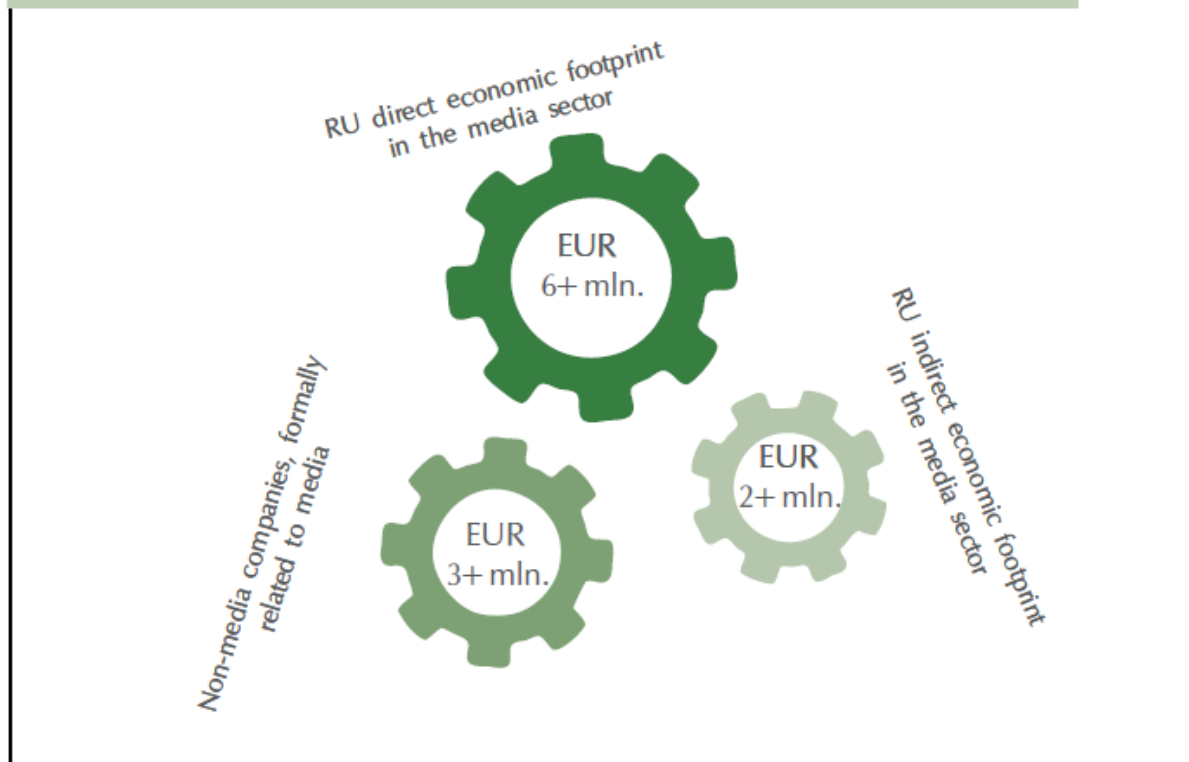 RU direct economic footprint
in the media sector
EUR
6+ mln.
RU indirect economic footprint
in the media sector
EUR
2+ mln.
Non-media companies, formally
related to media
EUR
3+ mln.